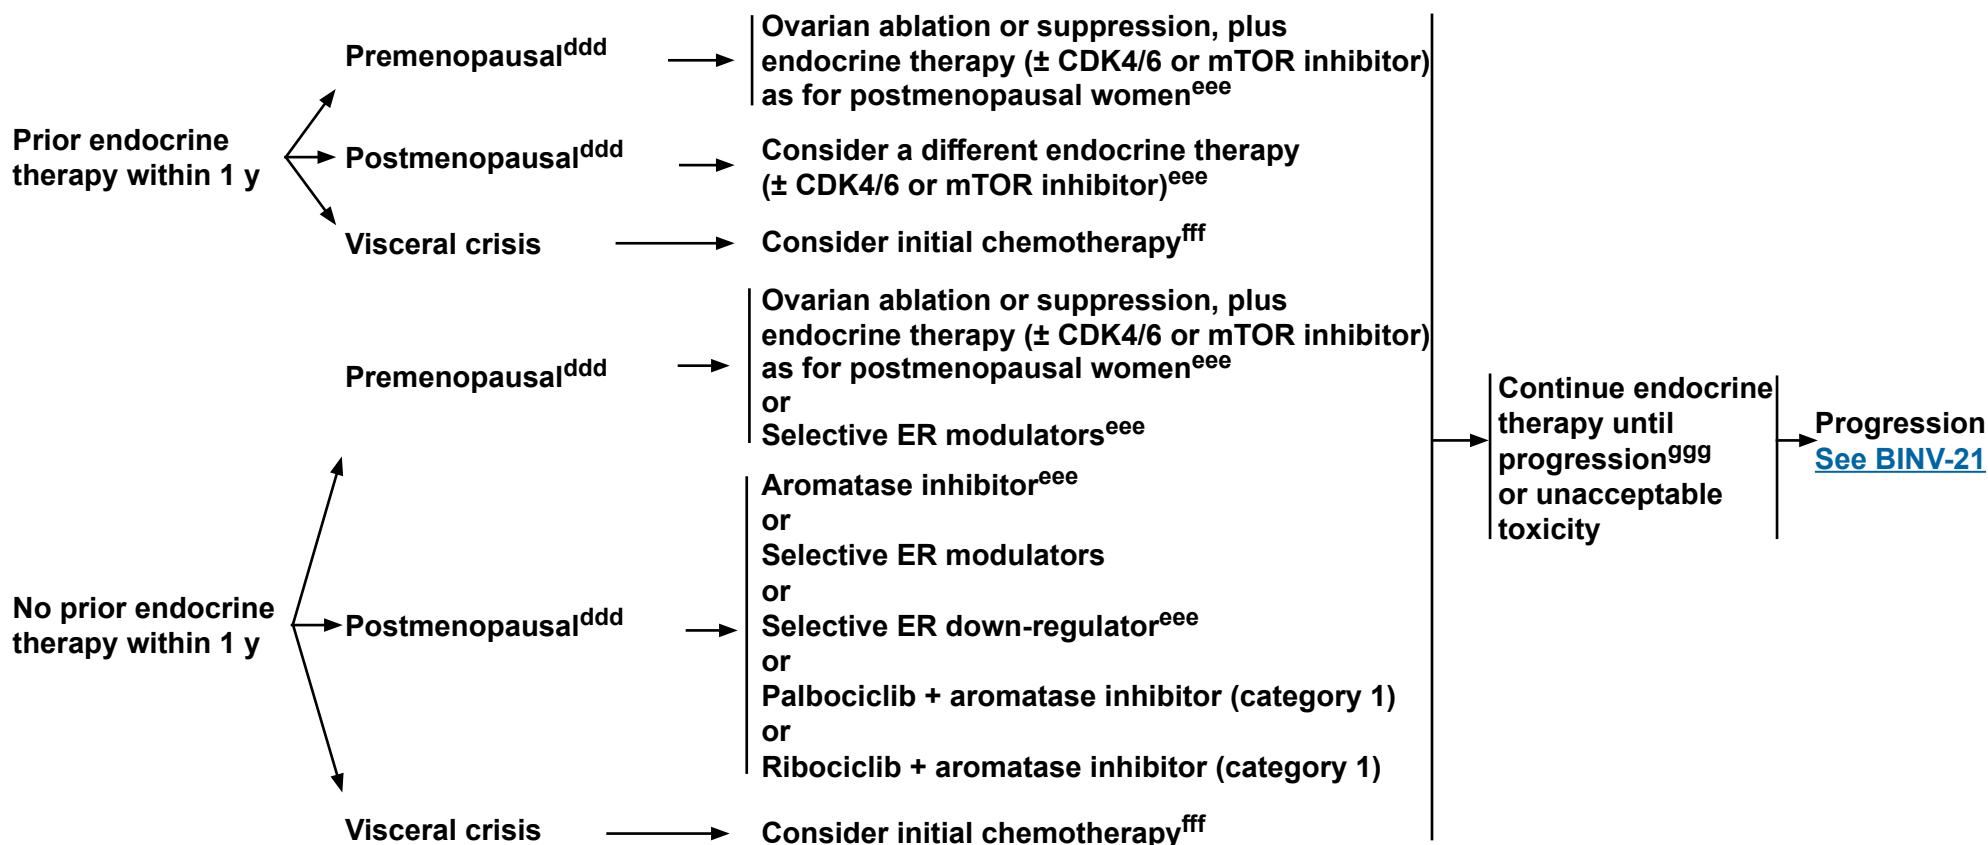 Prior endocrine
therapy within 1 y
Premenopausalddd
Ovarian ablation or suppression, plus
endocrine therapy (± CDK4/6 or mTOR inhibitor)
as for postmenopausal womeneee
Postmenopausalddd
Consider a different endocrine therapy
(± CDK4/6 or mTOR inhibitor)eee
Visceral crisis
Consider initial chemotherapyfff
No prior endocrine
therapy within 1 y
Premenopausalddd
Ovarian ablation or suppression, plus
endocrine therapy (± CDK4/6 or mTOR inhibitor)
as for postmenopausal womeneee
or
Selective ER modulatorseee
Postmenopausalddd
Aromatase inhibitoreee
or
Selective ER modulators
or
Selective ER down-regulatoreee
or
Palbociclib + aromatase inhibitor (category 1)
or
Ribociclib + aromatase inhibitor (category 1)
Visceral crisis
Consider initial chemotherapyfff
Continue endocrine
therapy until
progressionggg
or unacceptable
toxicity
Progression
See BINV-21